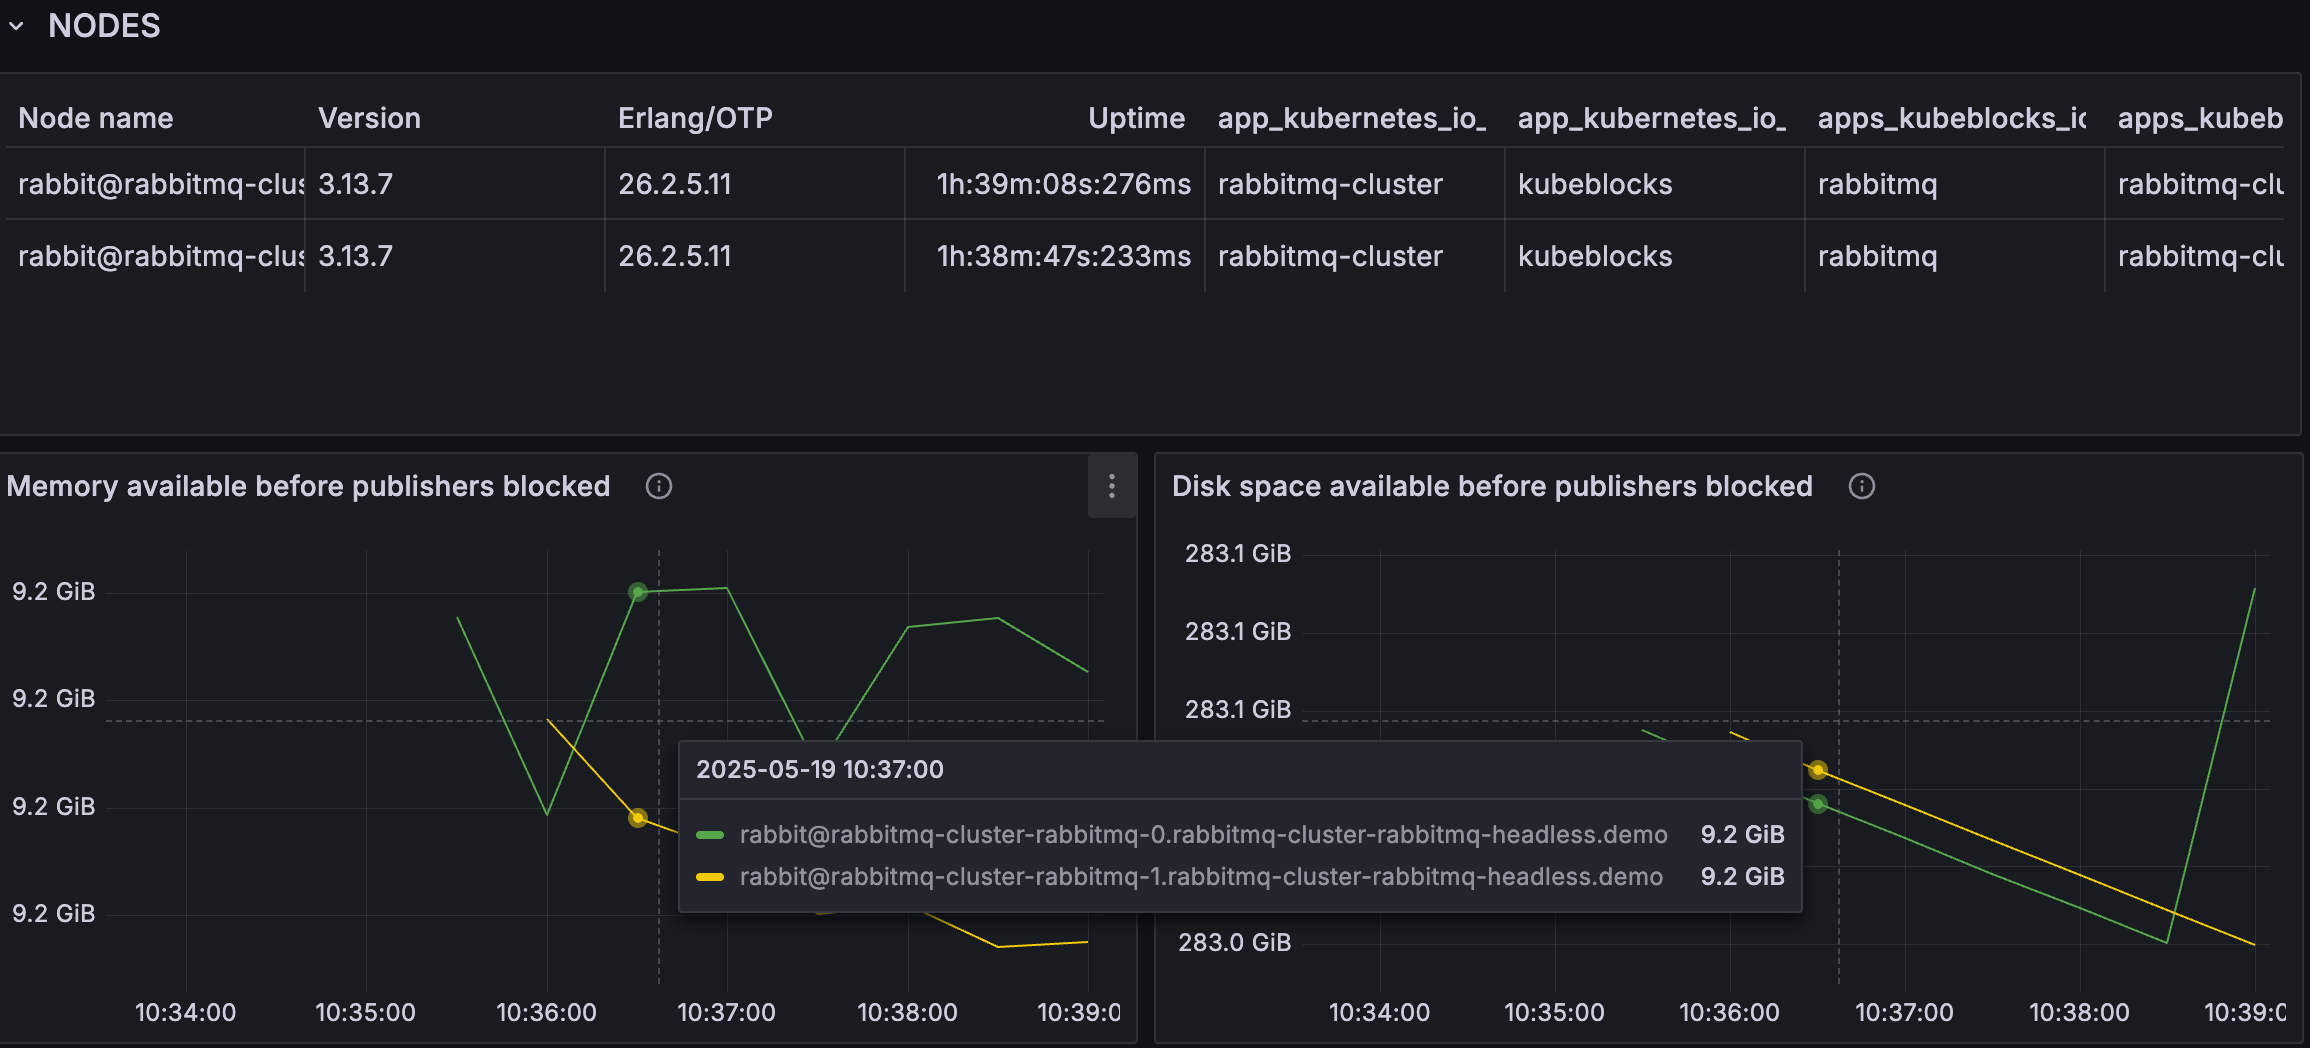 NODES
Node name Version Erlang/OTP Uptime app_kubernetes_io_ app_kubernetes_io_ apps_kubeblocks_ic apps_kubeb
rabbit@rabbitmq-clus 3.13.7 26.2.5.11 1h:39m:08s:276ms rabbitmq-cluster kubeblocks rabbitmq rabbitmq-clu
rabbit@rabbitmq-clus 3.13.7 26.2.5.11 1h:38m:47s:233ms rabbitmq-cluster kubeblocks rabbitmq rabbitmq-clu
Memory available before publishers blocked
9.2 GiB
9.2 GiB
9.2 GiB
9.2 GiB
10:34:00 10:35:00 10:36:00 10:37:00 10:38:00 10:39:0
Disk space available before publishers blocked
283.1 GiB
283.1 GiB
283.1 GiB
283.0 GiB
10:34:00 10:35:00 10:36:00 10:37:00 10:38:00 10:39:0
2025-05-19 10:37:00
rabbit@rabbitmq-cluster-rabbitmq-0.rabbitmq-cluster-rabbitmq-headless.demo 9.2 GiB
rabbit@rabbitmq-cluster-rabbitmq-1.rabbitmq-cluster-rabbitmq-headless.demo 9.2 GiB